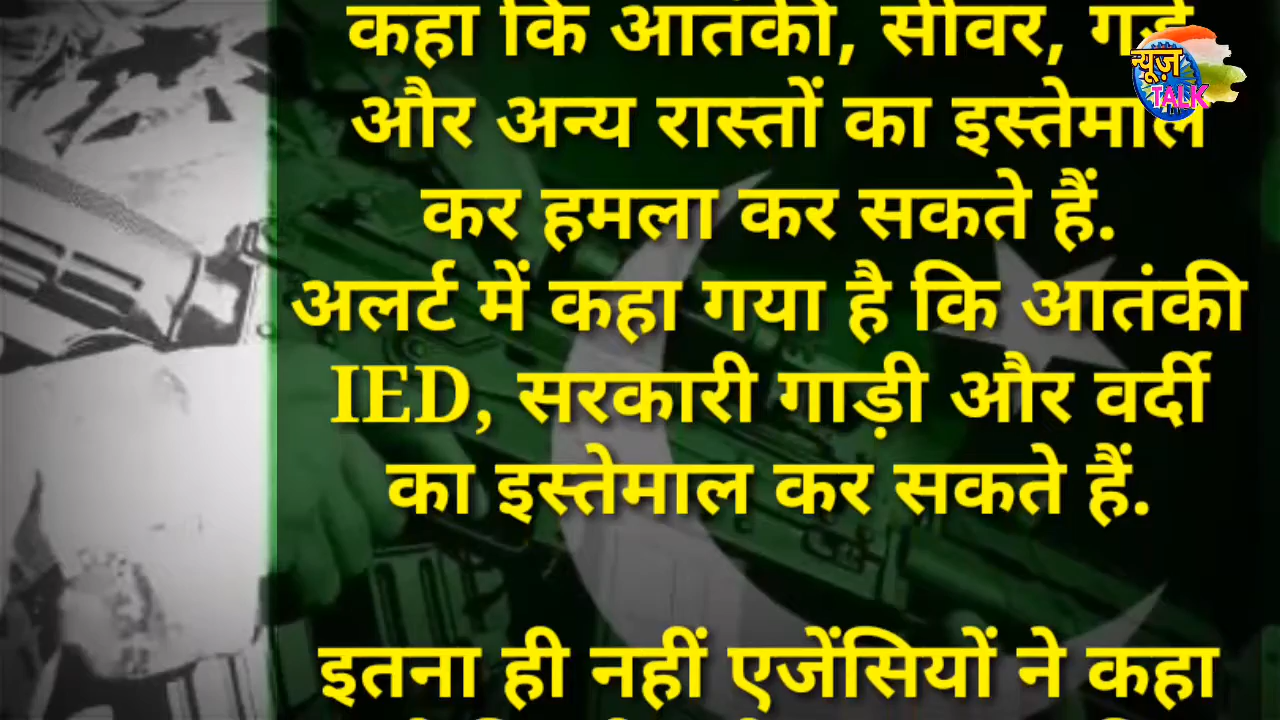 कहा कि आतंकी, सीवर,
न्यूज़
TALK
और अन्य रास्तों का इस्तेमाल
कर हमला कर सकते हैं.
अलर्ट में कहा गया है कि आतंकी
IED, सरकारी गाड़ी और वर्दी
का इस्तेमाल कर सकते हैं.
इतना ही नहीं एजेंसियों ने कहा